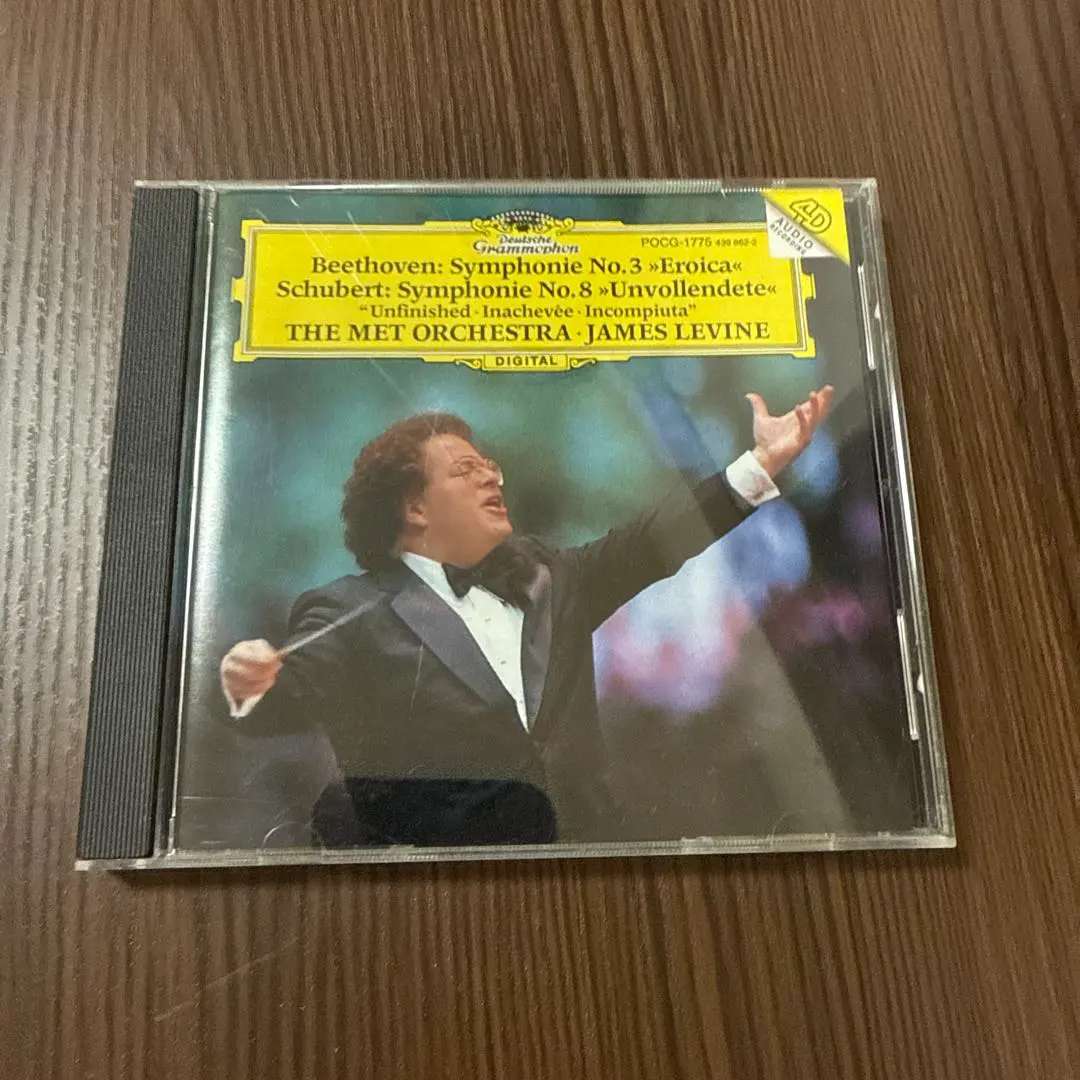 Deutsche
Grammophon
POCG-1775 439 862-2
4D
AUDIO
RECORDING
Beethoven: Symphonie No.3 »Eroica«
Schubert: Symphonie No.8 »Unvollendete«
"Unfinished · Inachevée · Incompiuta"
THE MET ORCHESTRA · JAMES LEVINE
DIGITAL